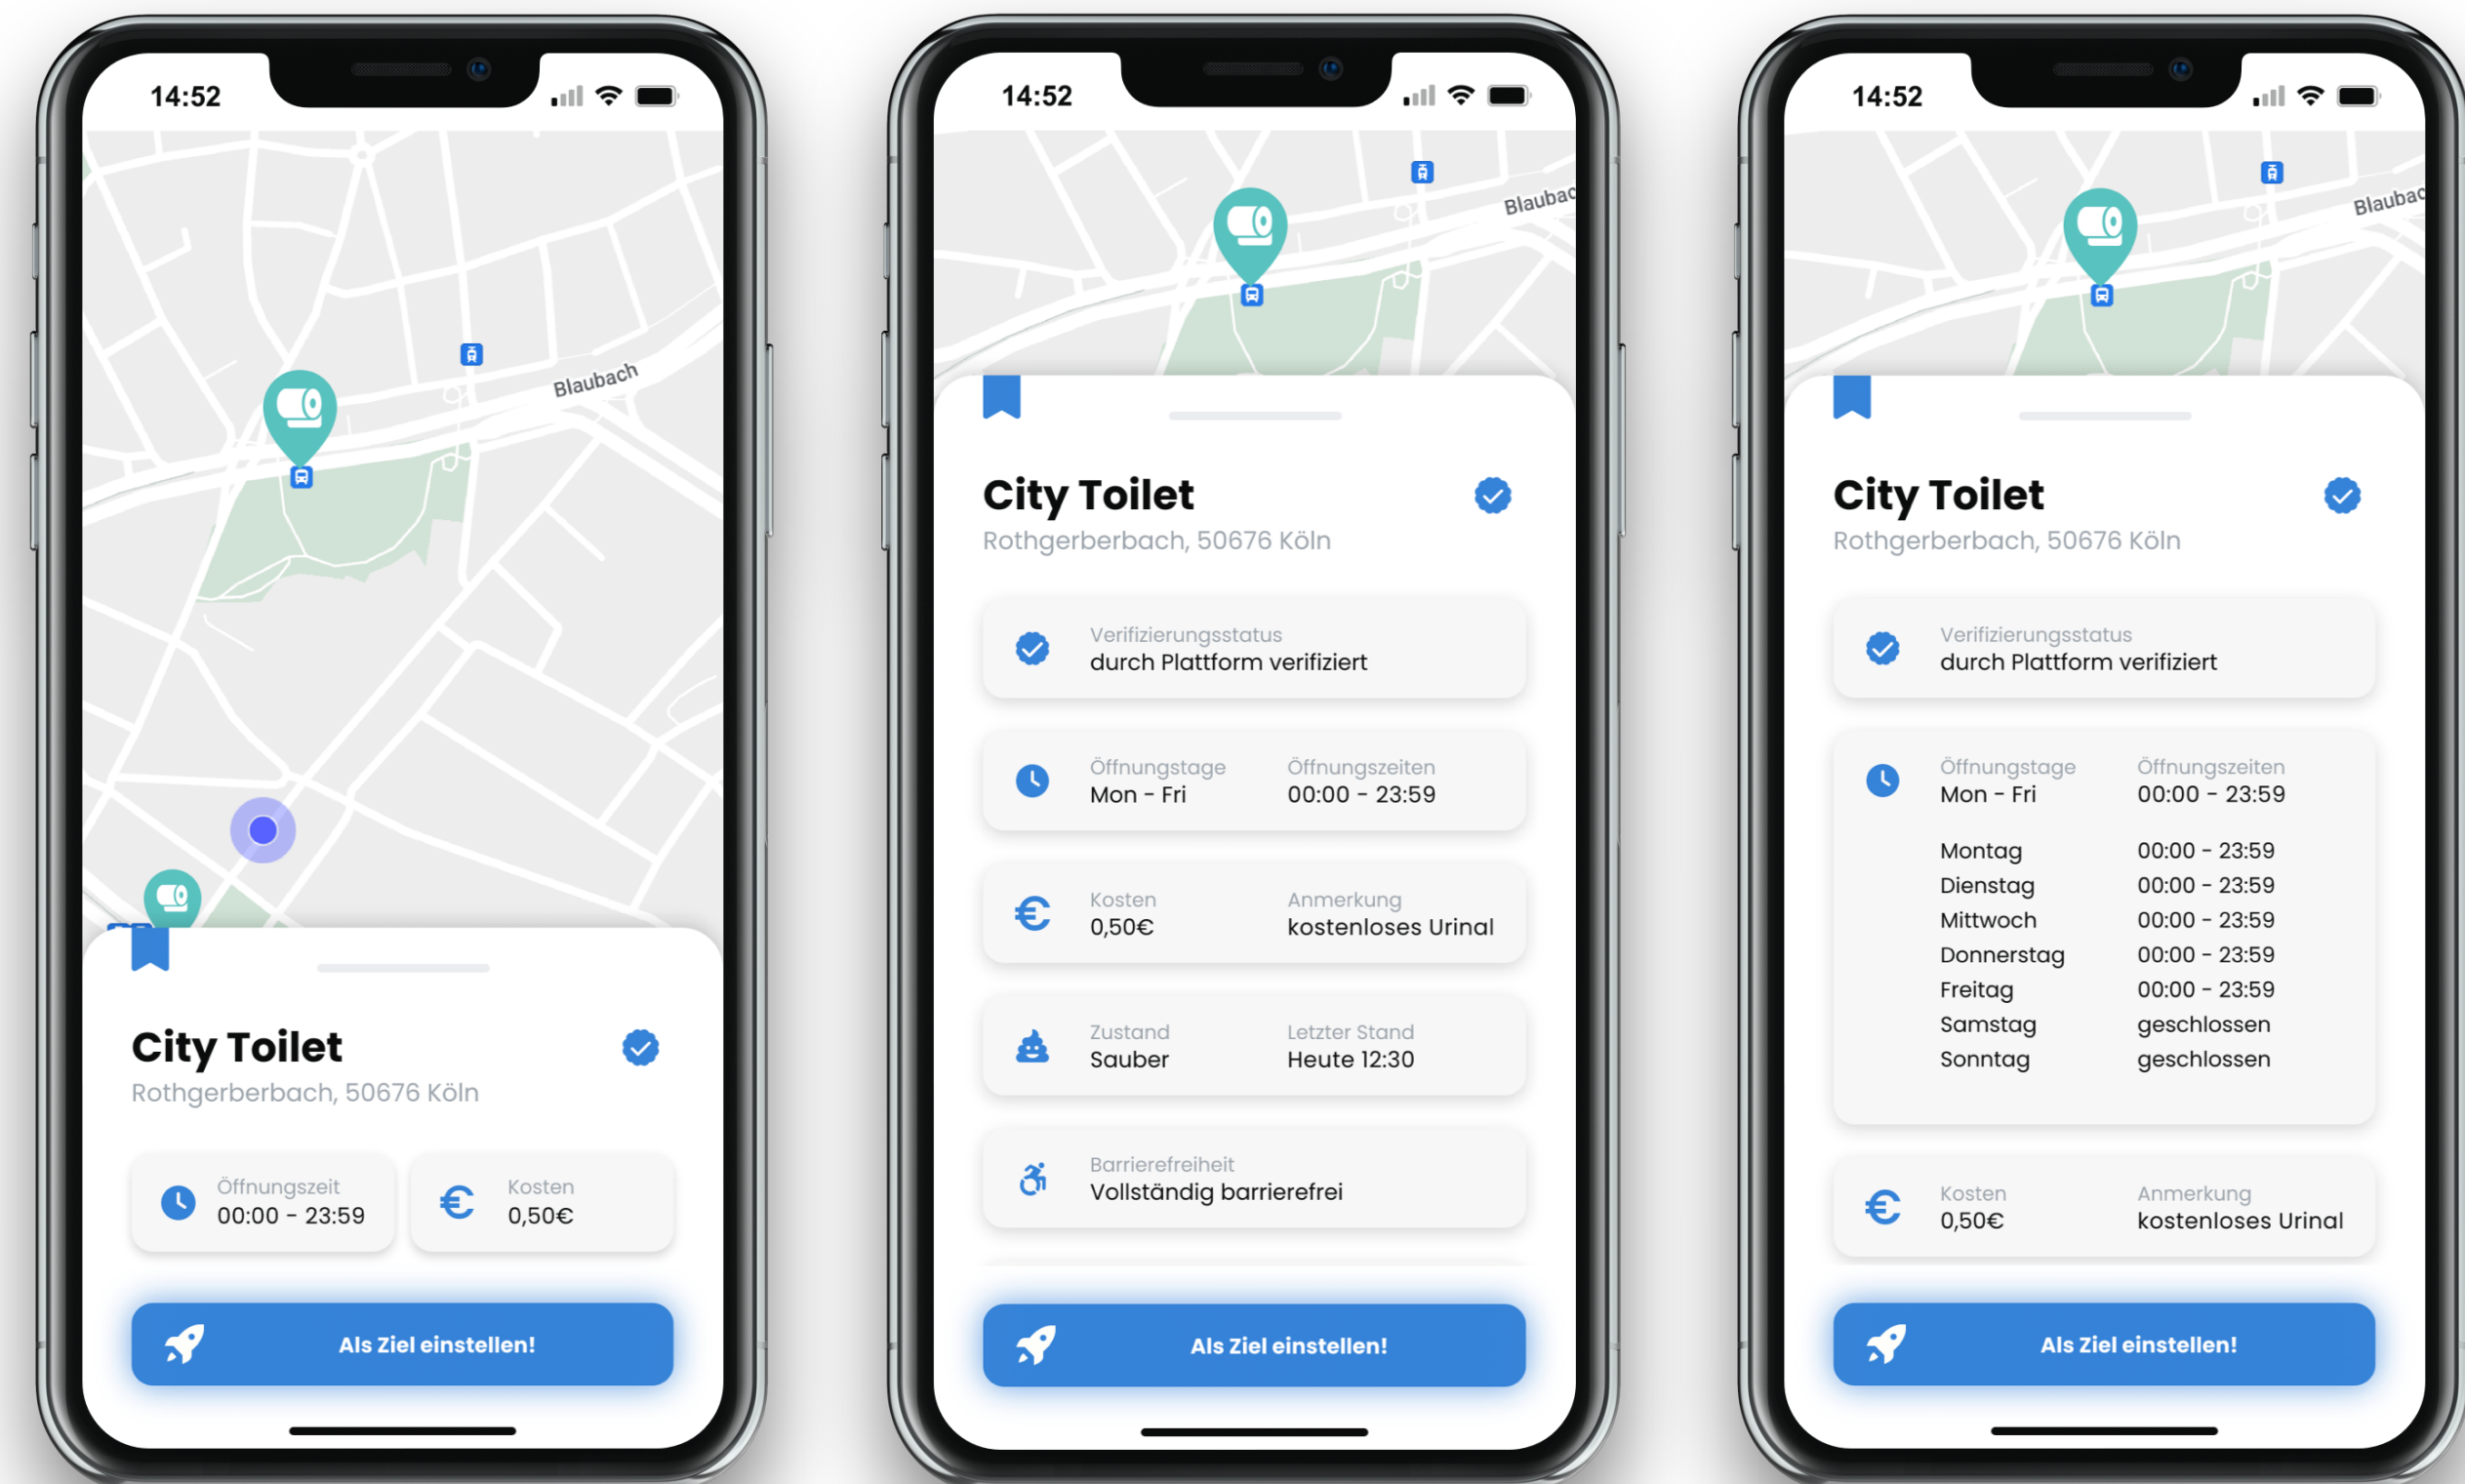 14:52
Blaubach
City Toilet
Rothgerberbach, 50676 Köln
Öffnungszeit
00:00 - 23:59
Kosten
0,50€
Als Ziel einstellen!
14:52
Blaubac
City Toilet
Rothgerberbach, 50676 Köln
Verifizierungsstatus
durch Plattform verifiziert
Öffnungstage Öffnungszeiten
Mon - Fri 00:00 - 23:59
Kosten Anmerkung
0,50€ kostenloses Urinal
Zustand Letzter Stand
Sauber Heute 12:30
Barrierefreiheit
Vollständig barrierefrei
Als Ziel einstellen!
14:52
Blaubac
City Toilet
Rothgerberbach, 50676 Köln
Verifizierungsstatus
durch Plattform verifiziert
Öffnungstage Öffnungszeiten
Mon - Fri 00:00 - 23:59
Montag 00:00 - 23:59
Dienstag 00:00 - 23:59
Mittwoch 00:00 - 23:59
Donnerstag 00:00 - 23:59
Freitag 00:00 - 23:59
Samstag geschlossen
Sonntag geschlossen
Kosten Anmerkung
0,50€ kostenloses Urinal
Als Ziel einstellen!